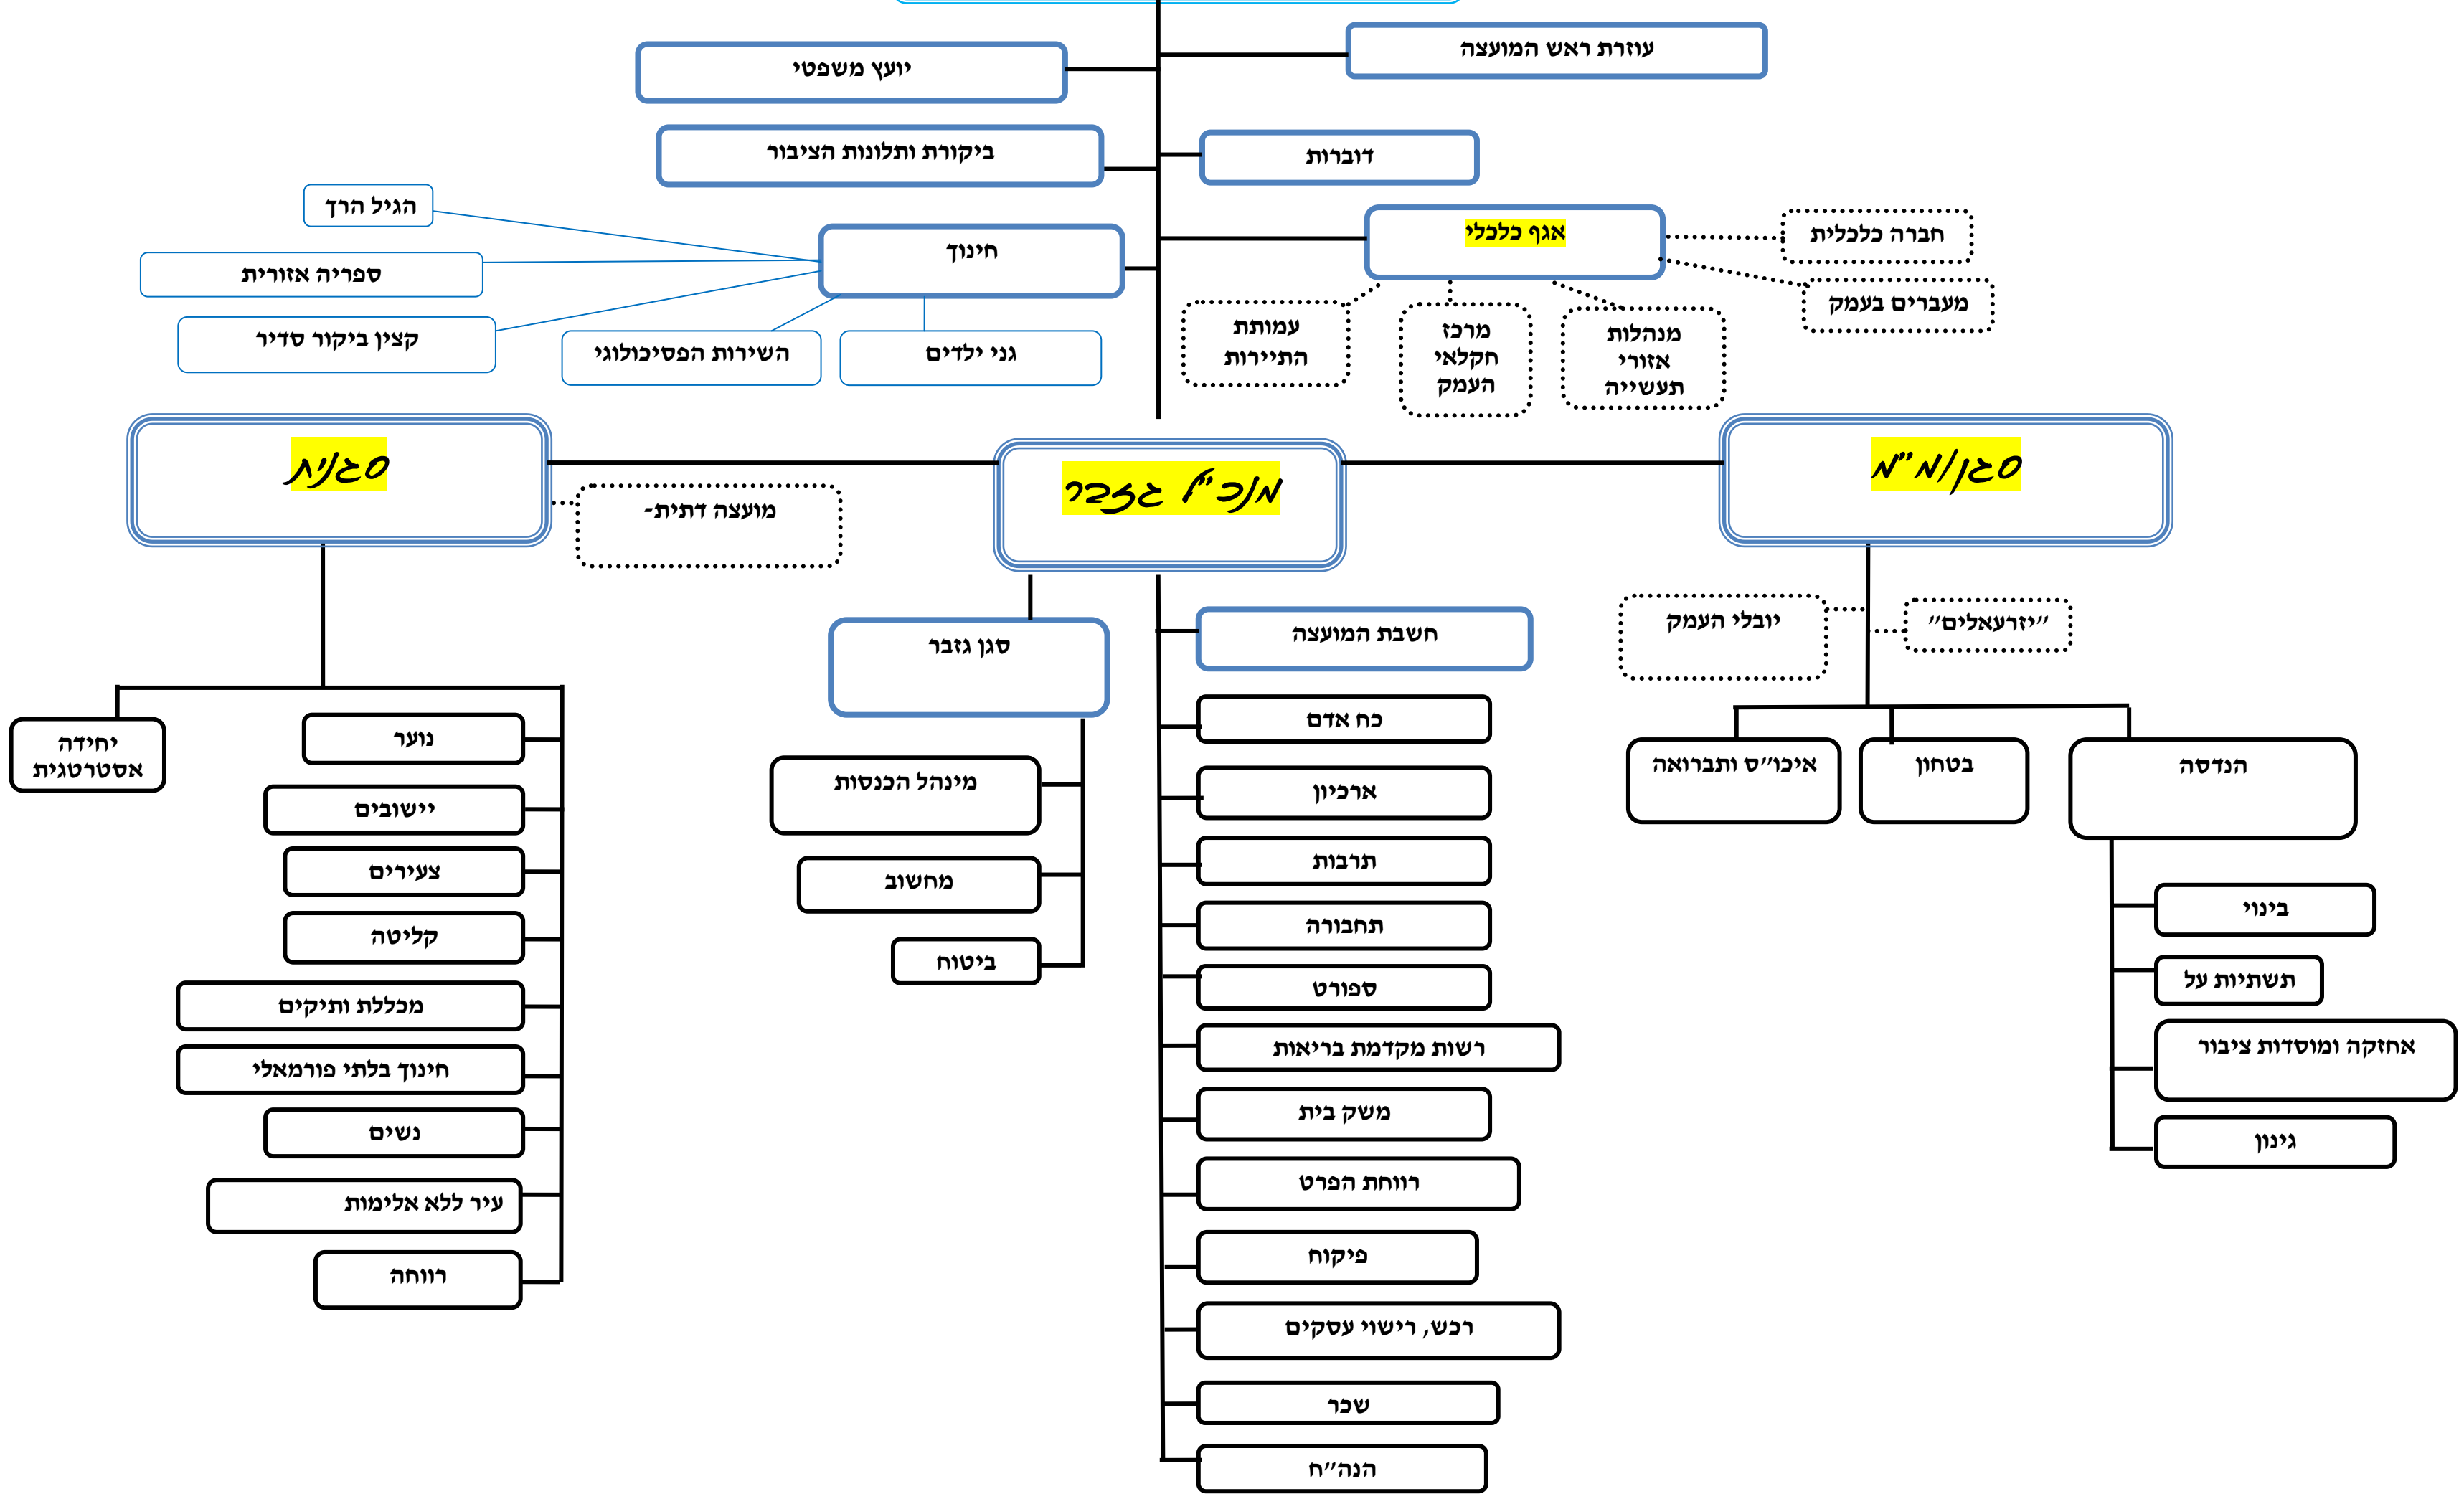 עוזרת ראש המועצה
יועץ משפטי
דוברות
ביקורת ותלונות הציבור
אגף כלכלי
חברה כלכלית
מעברים בעמק
מנהלות
אזורי
תעשייה
מרכז
חקלאי
העמק
עמותת
התיירות
חינוך
הגיל הרך
ספריה אזורית
קצין ביקור סדיר
השירות הפסיכולוגי
גני ילדים
סגן/מ"מ
מנכ"ל גזבר
סגנית
מועצה דתית-
"יזרעאלים"
יובלי העמק
הנדסה
בטחון
איכו"ס ותברואה
בינוי
תשתיות על
אחזקה ומוסדות ציבור
גינון
חשבת המועצה
כח אדם
ארכיון
תרבות
תחבורה
ספורט
רשות מקדמת בריאות
משק בית
רווחת הפרט
פיקוח
רכש, רישוי עסקים
שכר
הנה"ח
סגן גזבר
מינהל הכנסות
מחשוב
ביטוח
נוער
יישובים
צעירים
קליטה
מכללת ותיקים
חינוך בלתי פורמאלי
נשים
עיר ללא אלימות
רווחה
יחידה
אסטרטגית